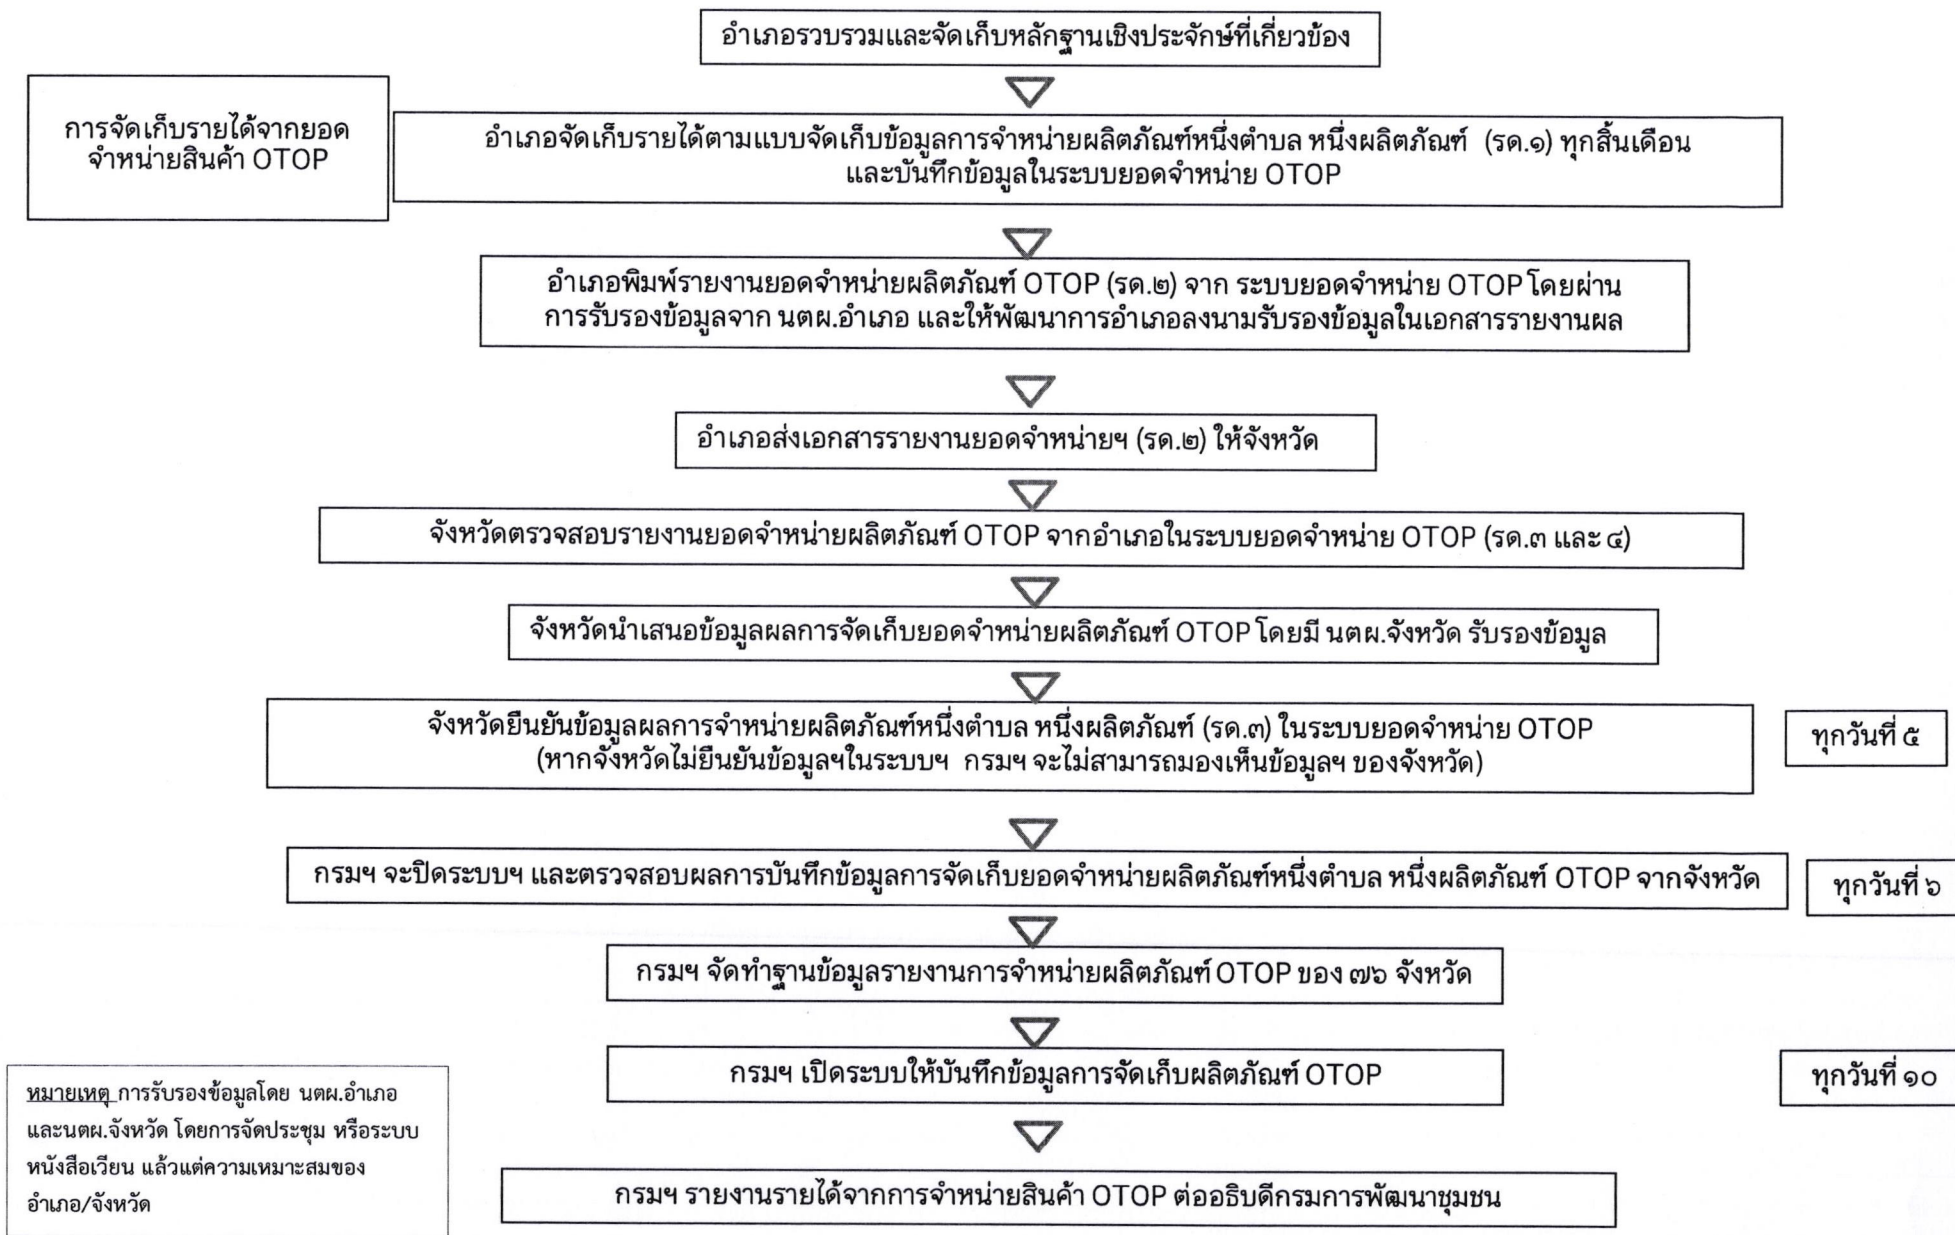 อำเภอรวบรวมและจัดเก็บหลักฐานเชิงประจักษ์ที่เกี่ยวข้อง
การจัดเก็บรายได้จากยอด
จำหน่ายสินค้า OTOP
อำเภอจัดเก็บรายได้ตามแบบจัดเก็บข้อมูลการจำหน่ายผลิตภัณฑ์หนึ่งตำบล หนึ่งผลิตภัณฑ์ (รด.๑) ทุกสิ้นเดือน
และบันทึกข้อมูลในระบบยอดจำหน่าย OTOP
อำเภอพิมพ์รายงานยอดจำหน่ายผลิตภัณฑ์ OTOP (รด.๒) จาก ระบบยอดจำหน่าย OTOP โดยผ่าน
การรับรองข้อมูลจาก นตผ.อำเภอ และให้พัฒนาการอำเภอลงนามรับรองข้อมูลในเอกสารรายงานผล
อำเภอส่งเอกสารรายงานยอดจำหน่ายฯ (รด.๒) ให้จังหวัด
จังหวัดตรวจสอบรายงานยอดจำหน่ายผลิตภัณฑ์ OTOP จากอำเภอในระบบยอดจำหน่าย OTOP (รด.๓ และ ๔)
จังหวัดนำเสนอข้อมูลผลการจัดเก็บยอดจำหน่ายผลิตภัณฑ์ OTOP โดยมี นตผ.จังหวัด รับรองข้อมูล
จังหวัดยืนยันข้อมูลผลการจำหน่ายผลิตภัณฑ์หนึ่งตำบล หนึ่งผลิตภัณฑ์ (รด.๓) ในระบบยอดจำหน่าย OTOP
(หากจังหวัดไม่ยืนยันข้อมูลฯในระบบฯ กรมฯ จะไม่สามารถมองเห็นข้อมูลฯ ของจังหวัด)
ทุกวันที่ ๕
กรมฯ จะปิดระบบฯ และตรวจสอบผลการบันทึกข้อมูลการจัดเก็บยอดจำหน่ายผลิตภัณฑ์หนึ่งตำบล หนึ่งผลิตภัณฑ์ OTOP จากจังหวัด
ทุกวันที่ ๖
กรมฯ จัดทำฐานข้อมูลรายงานการจำหน่ายผลิตภัณฑ์ OTOP ของ ๗๖ จังหวัด
กรมฯ เปิดระบบให้บันทึกข้อมูลการจัดเก็บผลิตภัณฑ์ OTOP
ทุกวันที่ ๑๐
หมายเหตุ การรับรองข้อมูลโดย นตผ.อำเภอ
และนตผ.จังหวัด โดยการจัดประชุม หรือระบบ
หนังสือเวียน แล้วแต่ความเหมาะสมของ
อำเภอ/จังหวัด
กรมฯ รายงานรายได้จากการจำหน่ายสินค้า OTOP ต่ออธิบดีกรมการพัฒนาชุมชน